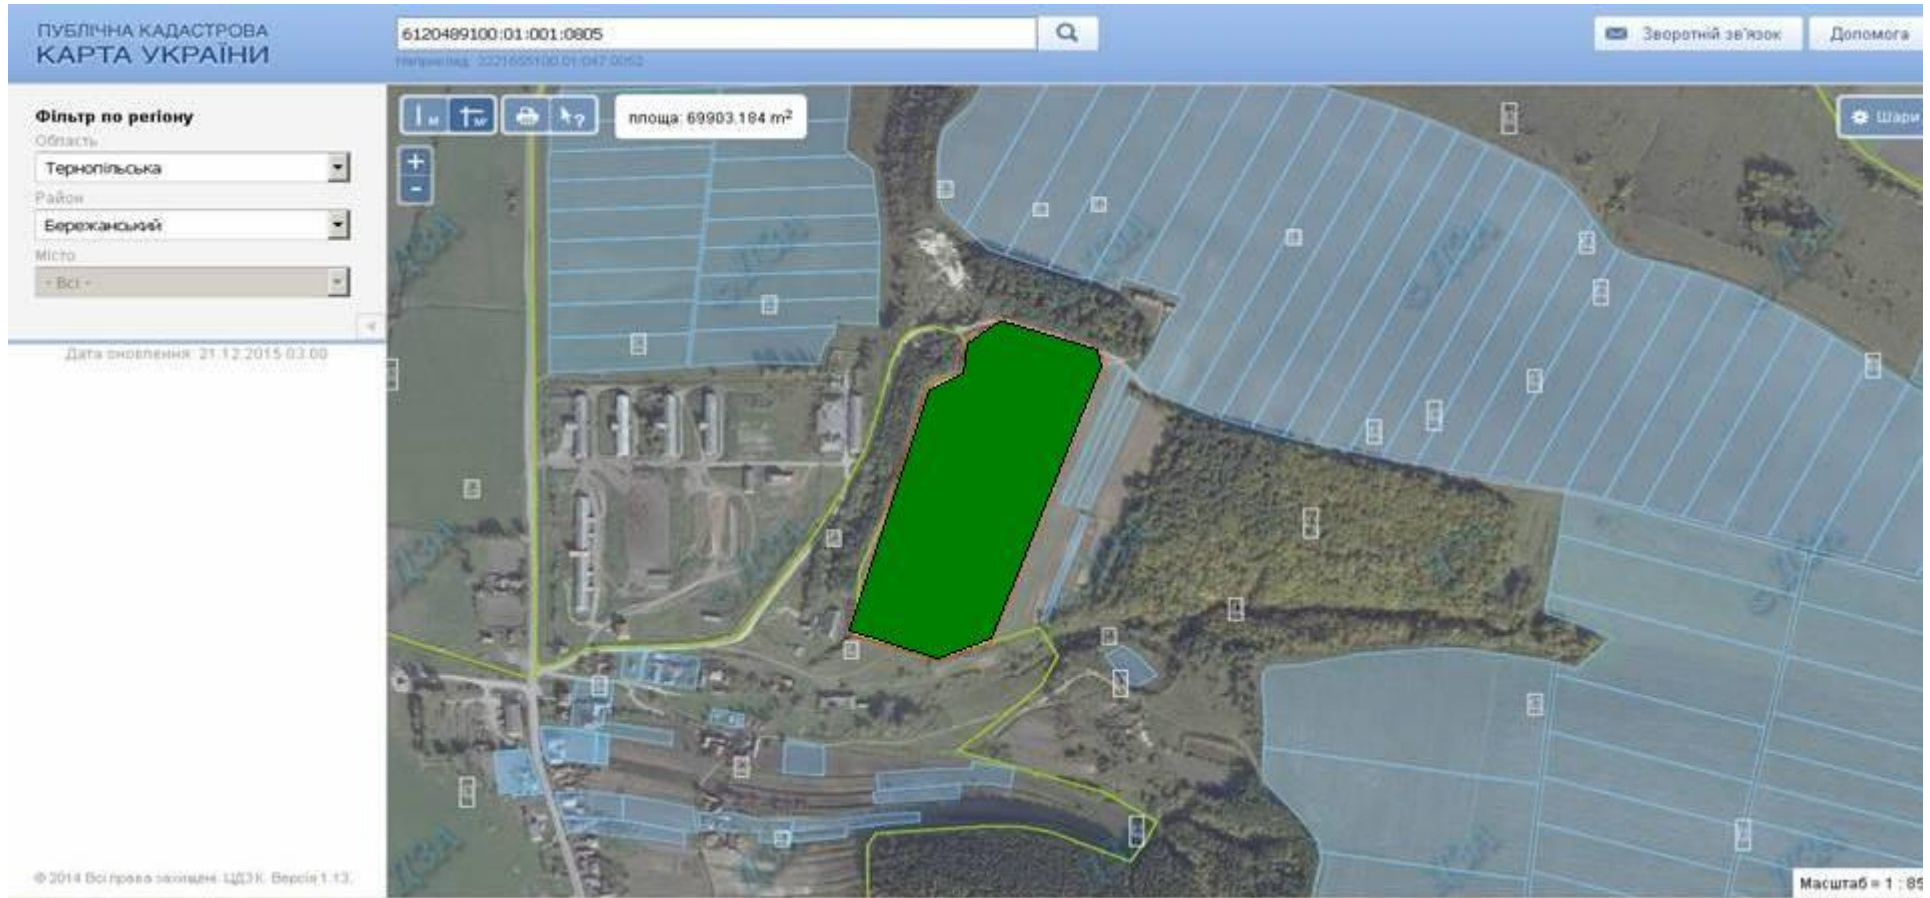 ПУБЛІЧНА КАДАСТРОВА
КАРТА УКРАЇНИ
6120489100:01:001:0805
Зворотній зв'язок
Допомога
Фільтр по регіону
Область
Тернопільська
Район
Бережанський
Місто
- Всі -
площа: 69903.184 m²
Шари
Дата оновлення: 21.12.2015 03:00
© 2014 Всі права захищені. ЦДЗК. Версія 1.13.
Масштаб = 1 : 85